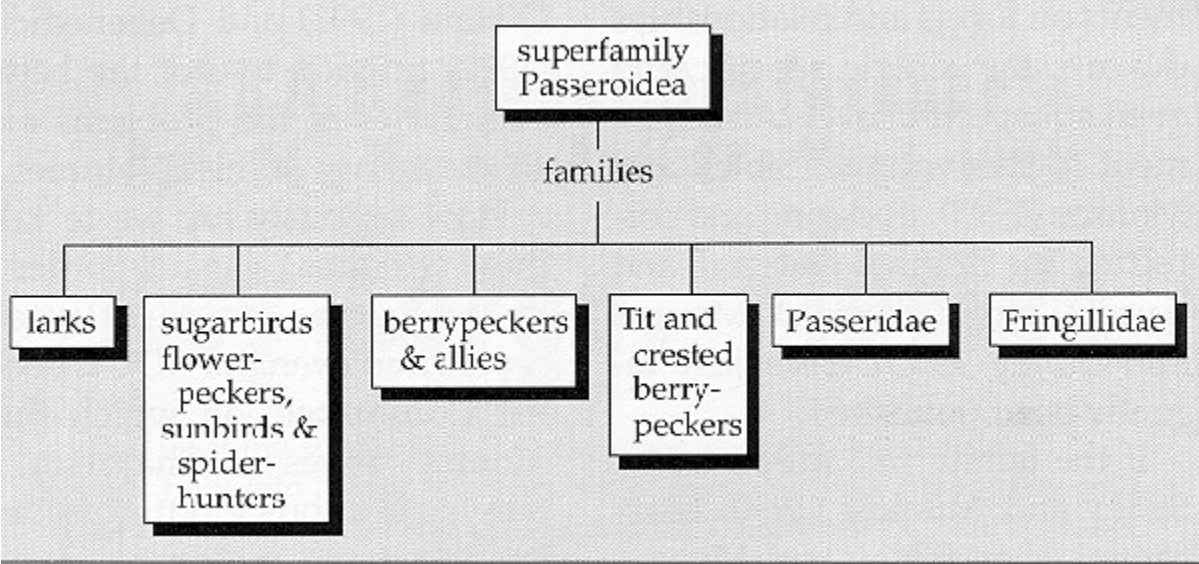 superfamily
Passeroidea
families
larks
sugarbirds
flower-
peckers,
sunbirds &
spider-
hunters
berrypeckers
& allies
Tit and
crested
berry-
peckers
Passeridae
Fringillidae